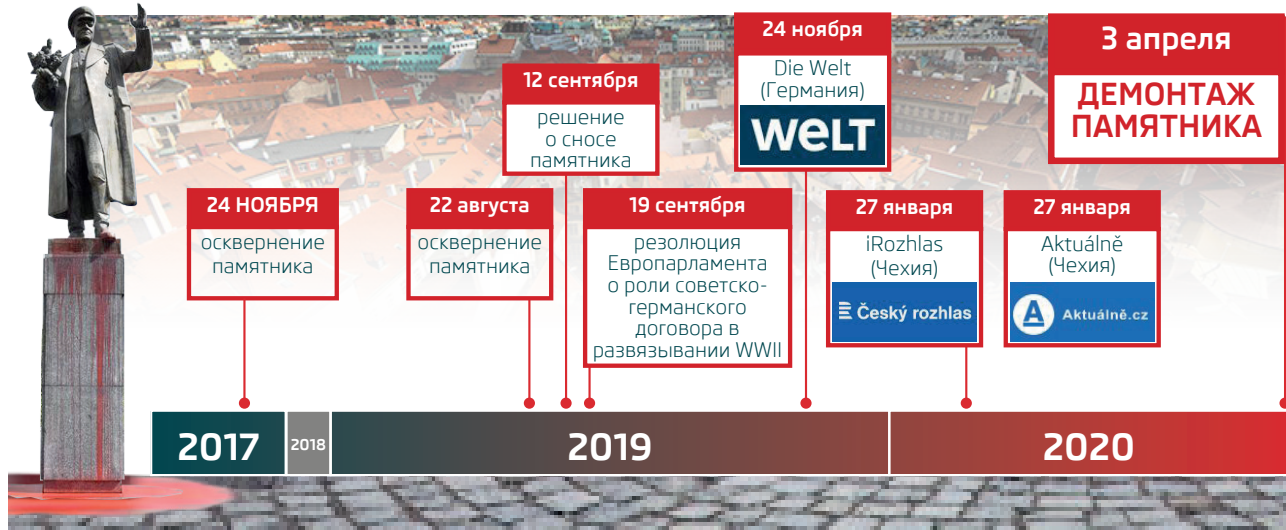 24 НОЯБРЯ
осквернение
памятника
22 августа
осквернение
памятника
12 сентября
решение
о сносе
памятника
19 сентября
резолюция
Европарламента
о роли советско-
германского
договора в
развязывании WWII
24 ноября
Die Welt
(Германия)
WELT
27 января
iRozhlas
(Чехия)
Český rozhlas
27 января
Aktuálně
(Чехия)
A Aktuálně.cz
3 апреля
ДЕМОНТАЖ
ПАМЯТНИКА
2017
2018
2019
2020